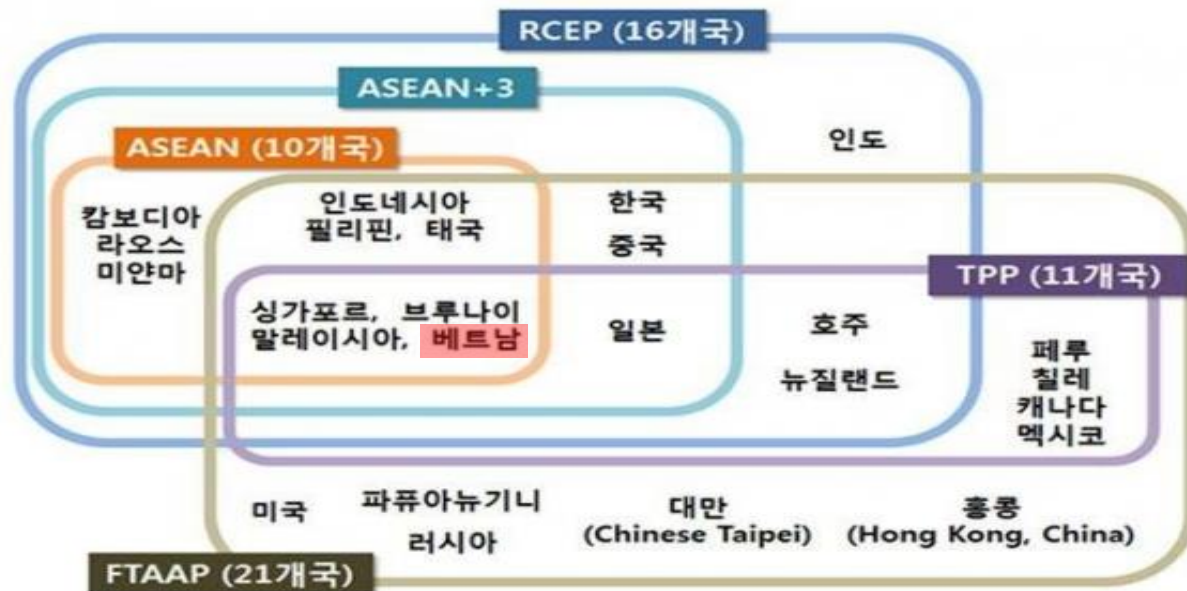 RCEP (16개국)
ASEAN+3
ASEAN (10개국)
인도
캄보디아
라오스
미얀마
인도네시아
필리핀, 태국
한국
중국
TPP (11개국)
싱가포르, 브루나이
말레이시아, 베트남
일본
호주
뉴질랜드
페루
칠레
캐나다
멕시코
미국
파퓨아뉴기니
러시아
대만
(Chinese Taipei)
홍콩
(Hong Kong, China)
FTAAP (21개국)